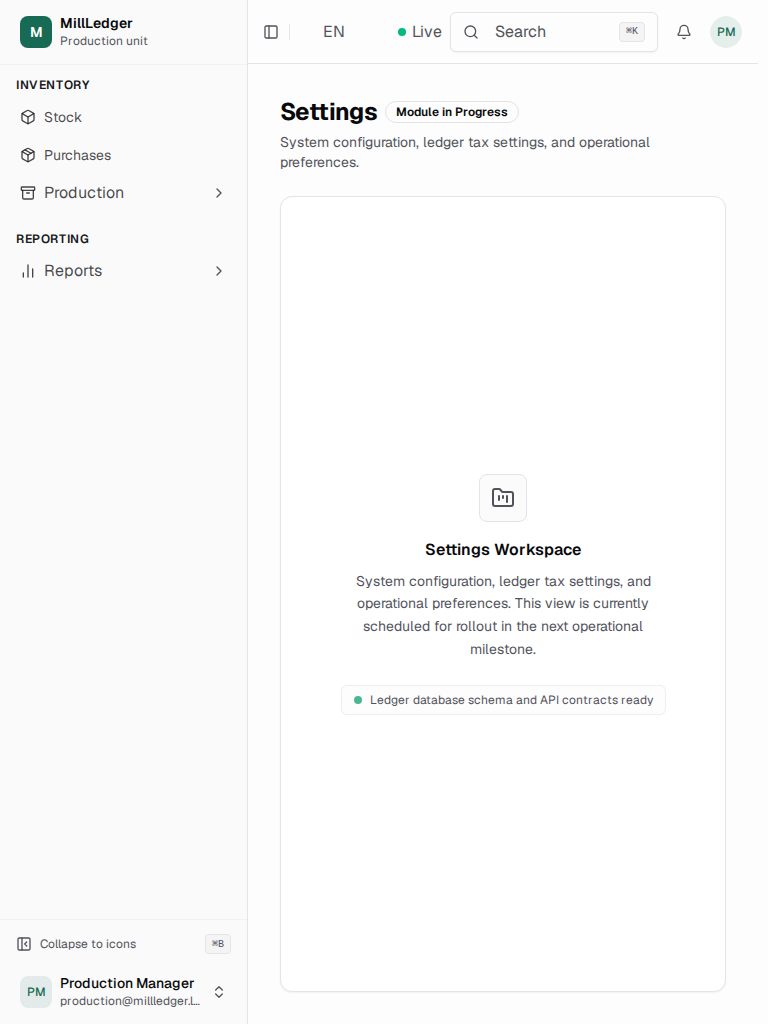 M
MillLedger
Production unit
INVENTORY
Stock
Purchases
Production
REPORTING
Reports
Collapse to icons
⌘B
PM
Production Manager
production@millledger.l...
EN
Live
Search
⌘K
PM
Settings
Module in Progress
System configuration, ledger tax settings, and operational
preferences.
Settings Workspace
System configuration, ledger tax settings, and
operational preferences. This view is currently
scheduled for rollout in the next operational
milestone.
Ledger database schema and API contracts ready